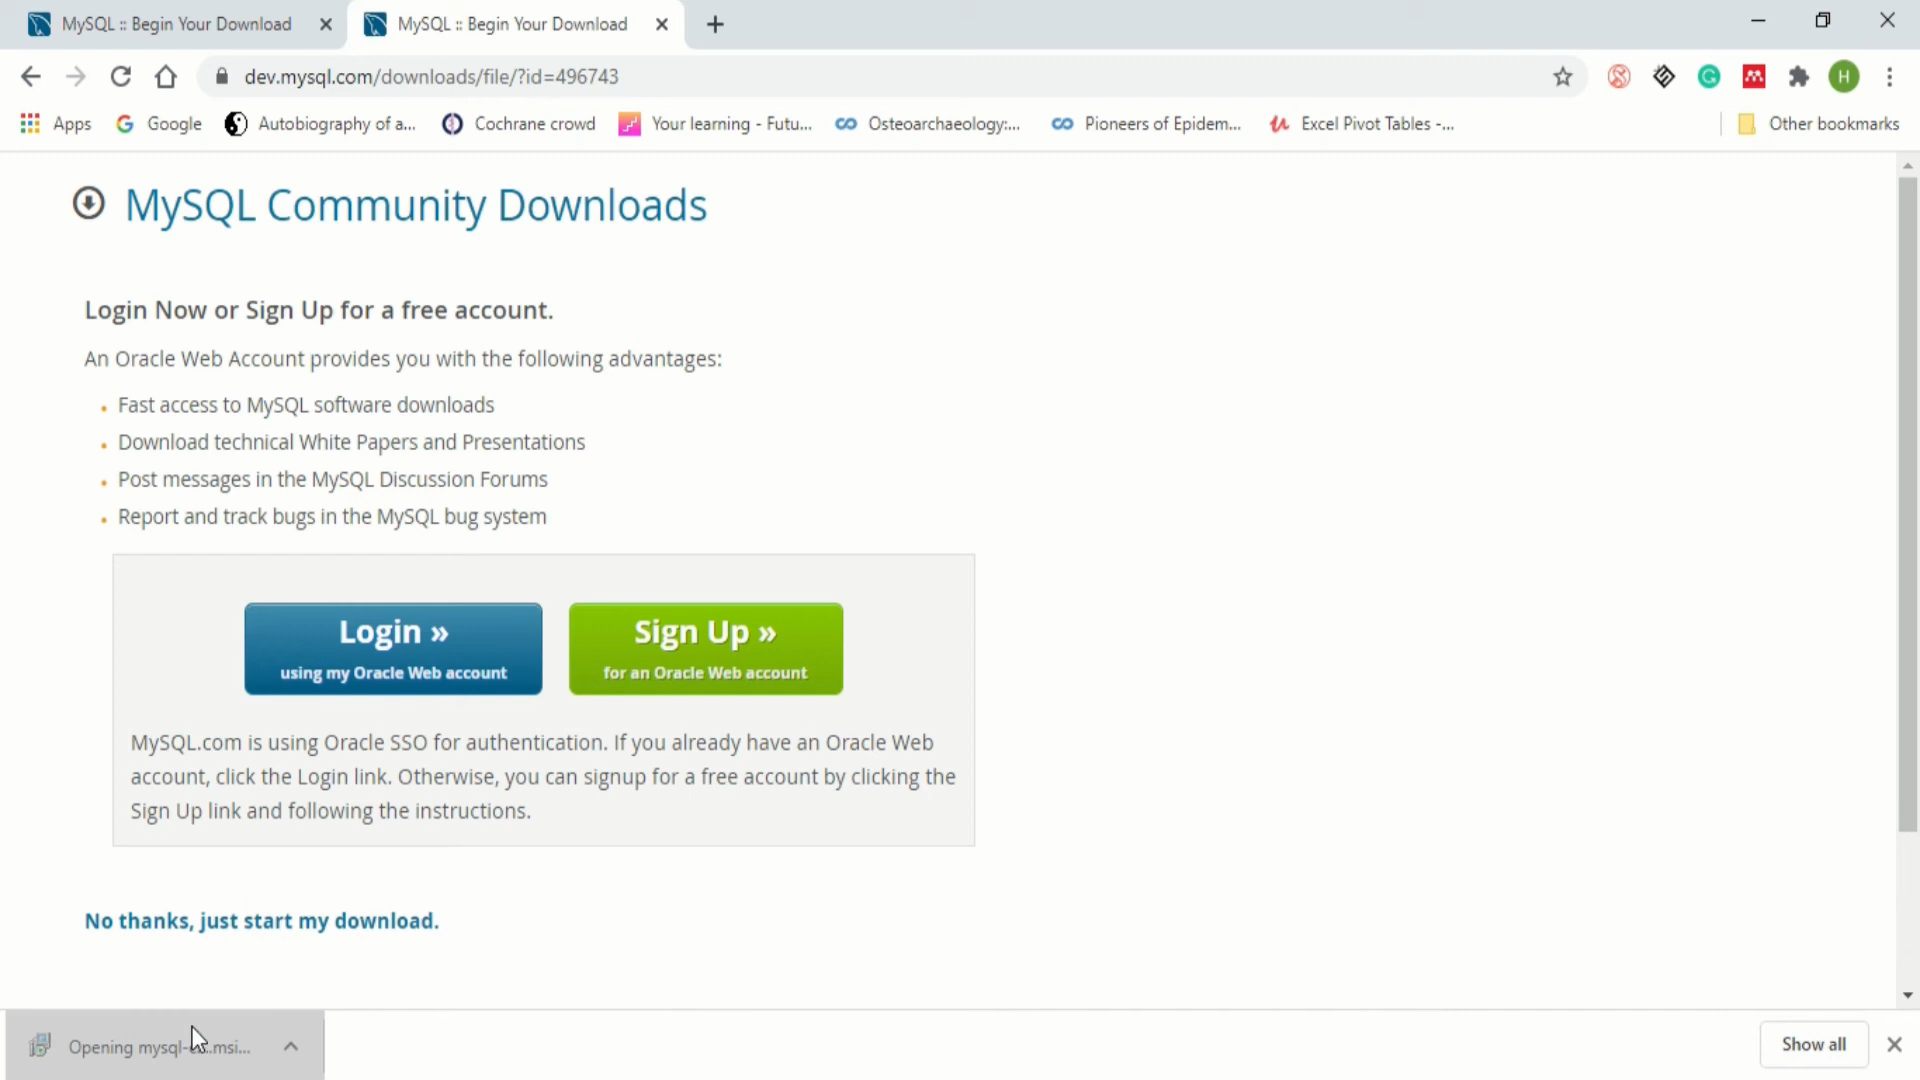 MySQL :: Begin Your Download
MySQL :: Begin Your Download
dev.mysql.com/downloads/file/?id=496743
H
Apps
Google
Autobiography of a...
Cochrane crowd
Your learning - Futu...
Osteoarchaeology:...
Pioneers of Epidem...
Excel Pivot Tables -...
Other bookmarks
MySQL Community Downloads
Login Now or Sign Up for a free account.
An Oracle Web Account provides you with the following advantages:
Fast access to MySQL software downloads
Download technical White Papers and Presentations
Post messages in the MySQL Discussion Forums
Report and track bugs in the MySQL bug system
Login »
using my Oracle Web account
Sign Up »
for an Oracle Web account
MySQL.com is using Oracle SSO for authentication. If you already have an Oracle Web
account, click the Login link. Otherwise, you can signup for a free account by clicking the
Sign Up link and following the instructions.
No thanks, just start my download.
Opening
Show all